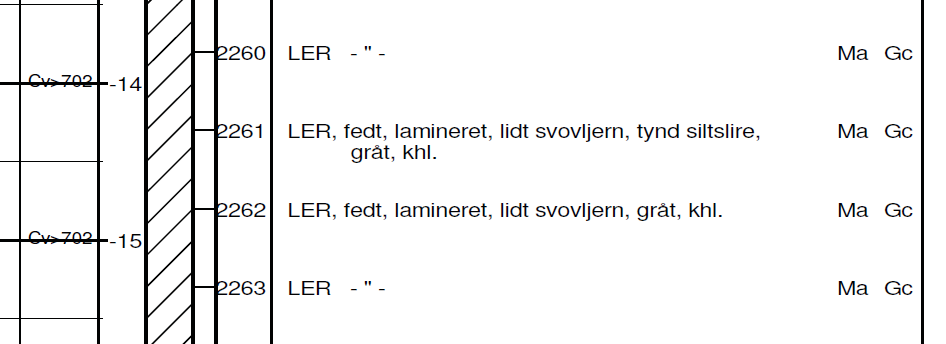 2260 LER - " - Ma Gc
Cv>702 -14
2261 LER, fedt, lamineret, lidt svovljern, tynd siltslire, Ma Gc
gråt, khl.
2262 LER, fedt, lamineret, lidt svovljern, gråt, khl. Ma Gc
Cv>702 -15
2263 LER - " - Ma Gc